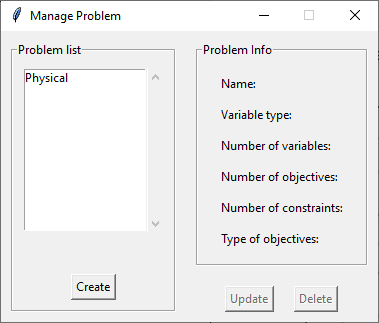 Manage Problem
Problem list
Physical
Create
Problem Info
Name:
Variable type:
Number of variables:
Number of objectives:
Number of constraints:
Type of objectives:
Update
Delete